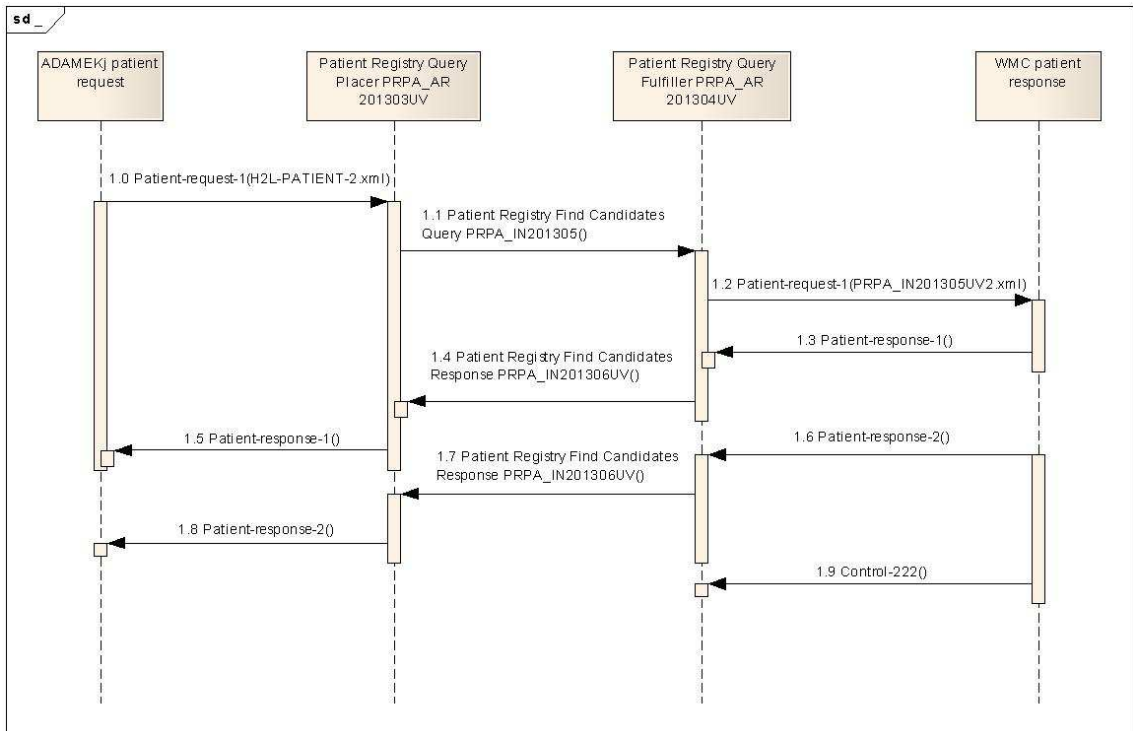 sd _
ADAMEKj patient
request
Patient Registry Query
Placer PRPA_AR
201303UV
Patient Registry Query
Fulfiller PRPA_AR
201304UV
WMC patient
response
1.0 Patient-request-1(H2L-PATIENT-2.xml)
1.1 Patient Registry Find Candidates
Query PRPA_IN201305()
1.2 Patient-request-1(PRPA_IN201305UV2.xml)
1.3 Patient-response-1()
1.4 Patient Registry Find Candidates
Response PRPA_IN201306UV()
1.5 Patient-response-1()
1.6 Patient-response-2()
1.7 Patient Registry Find Candidates
Response PRPA_IN201306UV()
1.8 Patient-response-2()
1.9 Control-222()